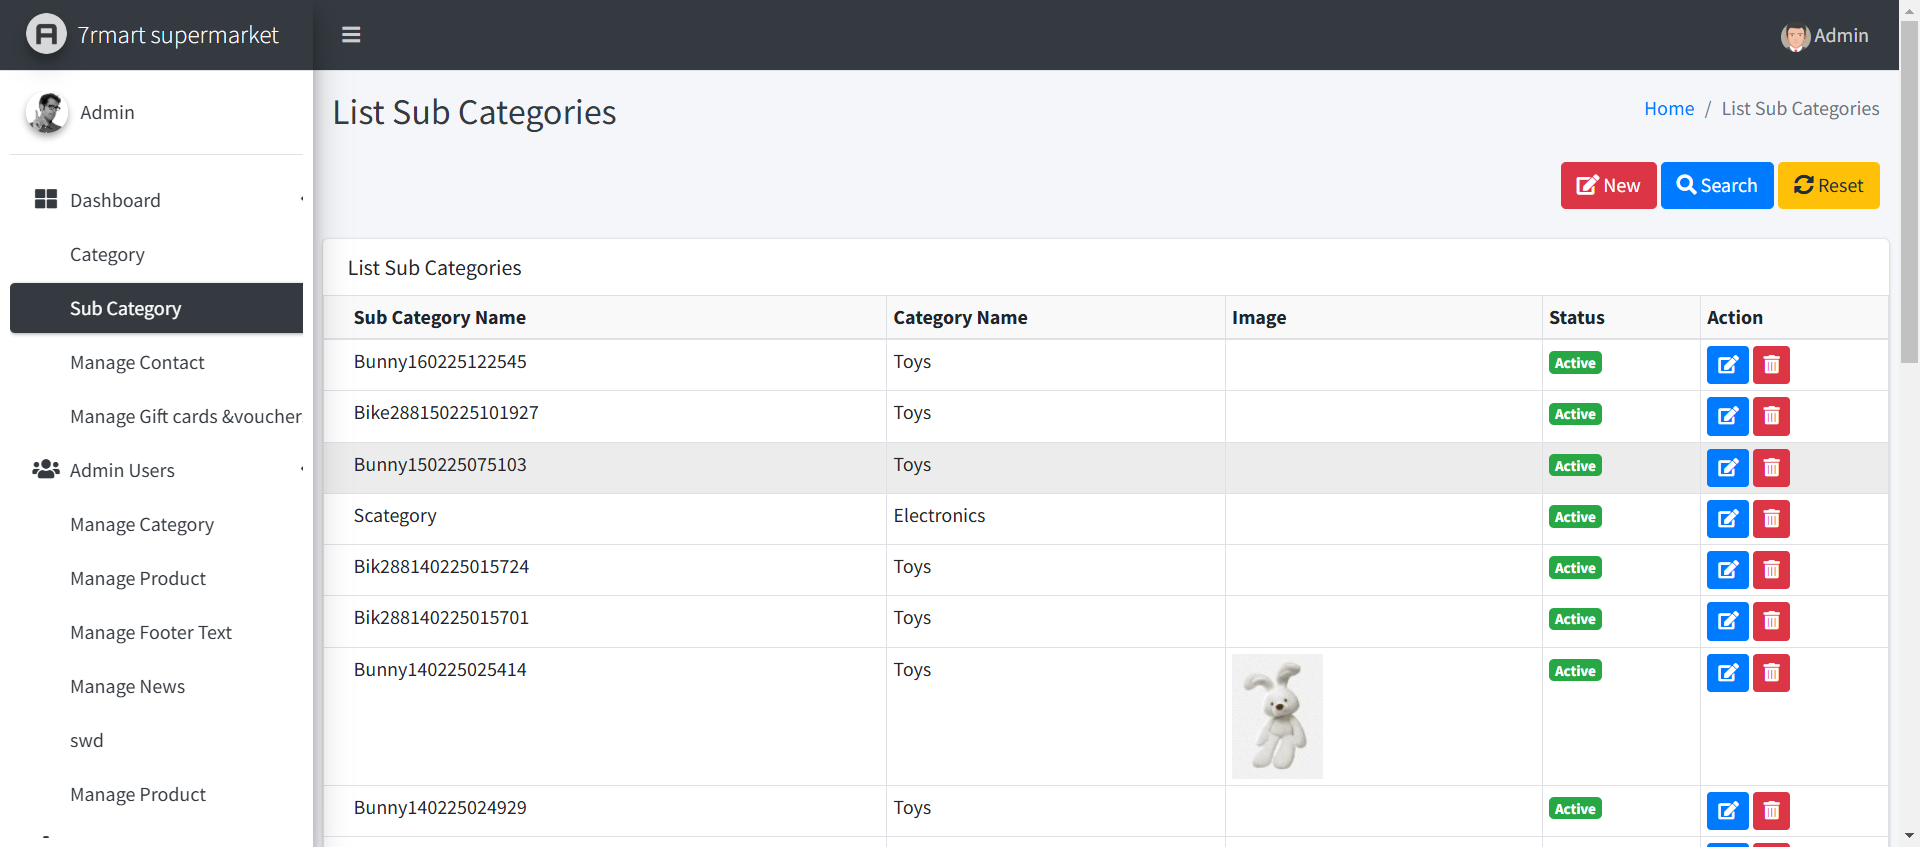 7rmart supermarket
Admin
Admin
Dashboard
Category
Sub Category
Manage Contact
Manage Gift cards &voucher
Admin Users
Manage Category
Manage Product
Manage Footer Text
Manage News
swd
Manage Product
List Sub Categories
Home / List Sub Categories
New Search Reset
List Sub Categories
Sub Category Name Category Name Image Status Action
Bunny160225122545 Toys Active
Bike288150225101927 Toys Active
Bunny150225075103 Toys Active
Scategory Electronics Active
Bik288140225015724 Toys Active
Bik288140225015701 Toys Active
Bunny140225025414 Toys Active
Bunny140225024929 Toys Active